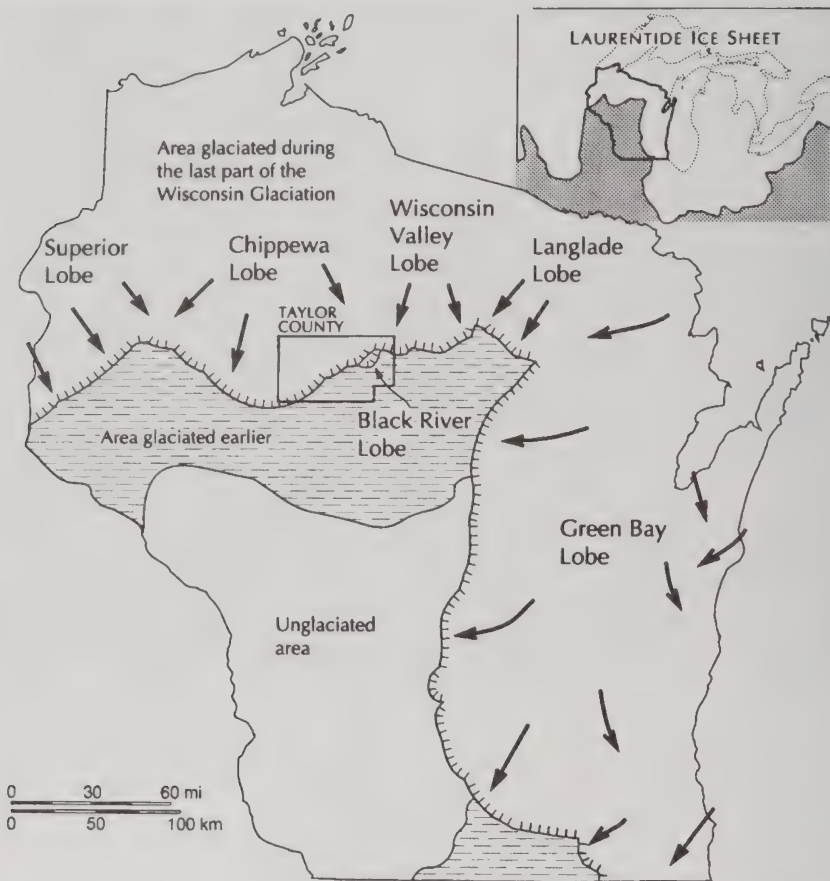 LAURENTIDE ICE SHEET
Area glaciated during
the last part of the
Wisconsin Glaciation
Superior
Lobe
Chippewa
Lobe
Wisconsin
Valley
Lobe
Langlade
Lobe
TAYLOR
COUNTY
Black River
Lobe
Area glaciated earlier
Green Bay
Lobe
Unglaciated
area
0 30 60 mi
0 50 100 km